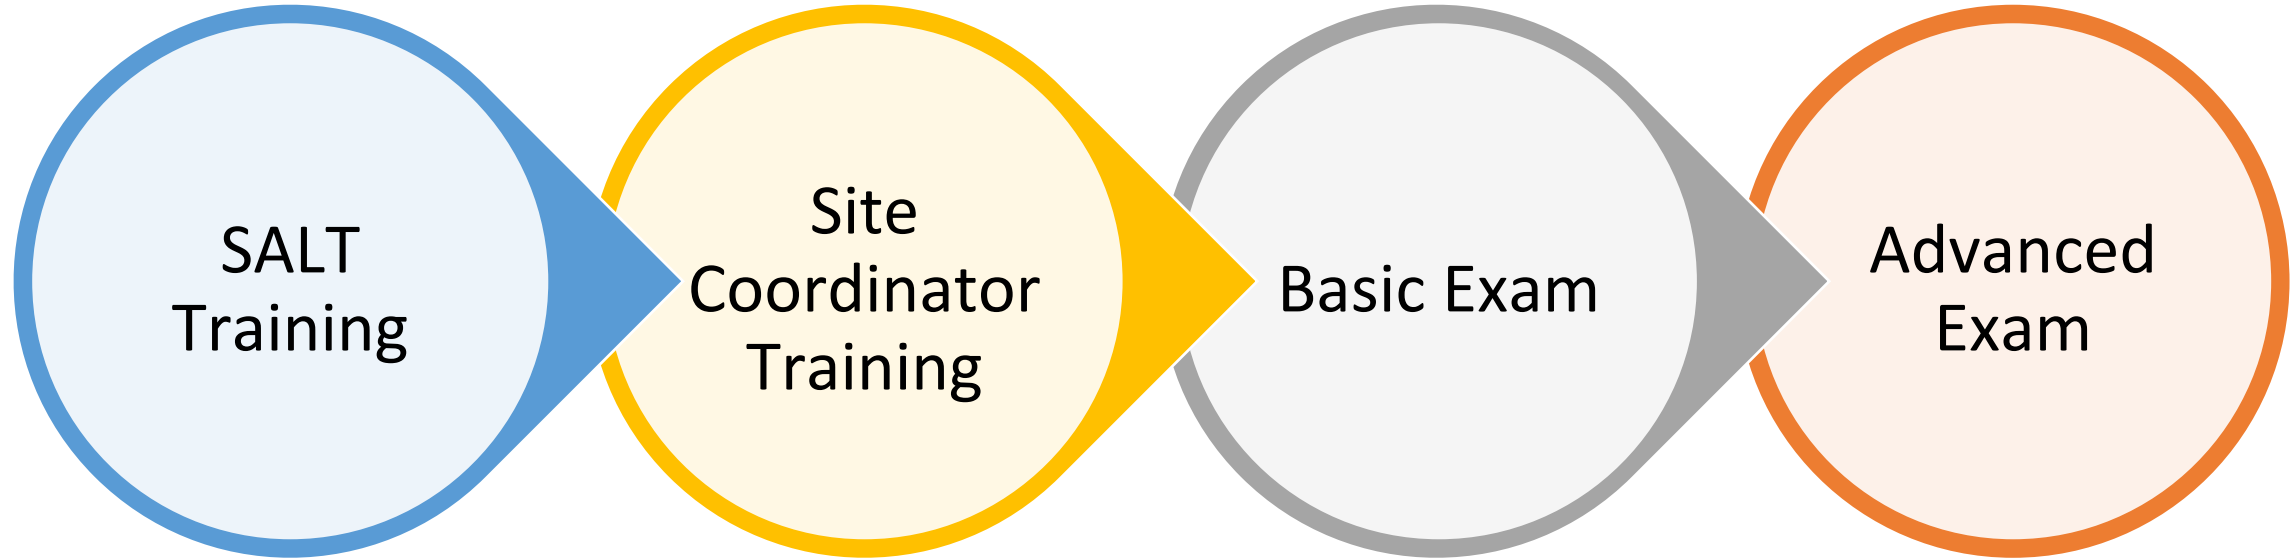 SALT
Training
Site
Coordinator
Training
Basic Exam
Advanced
Exam